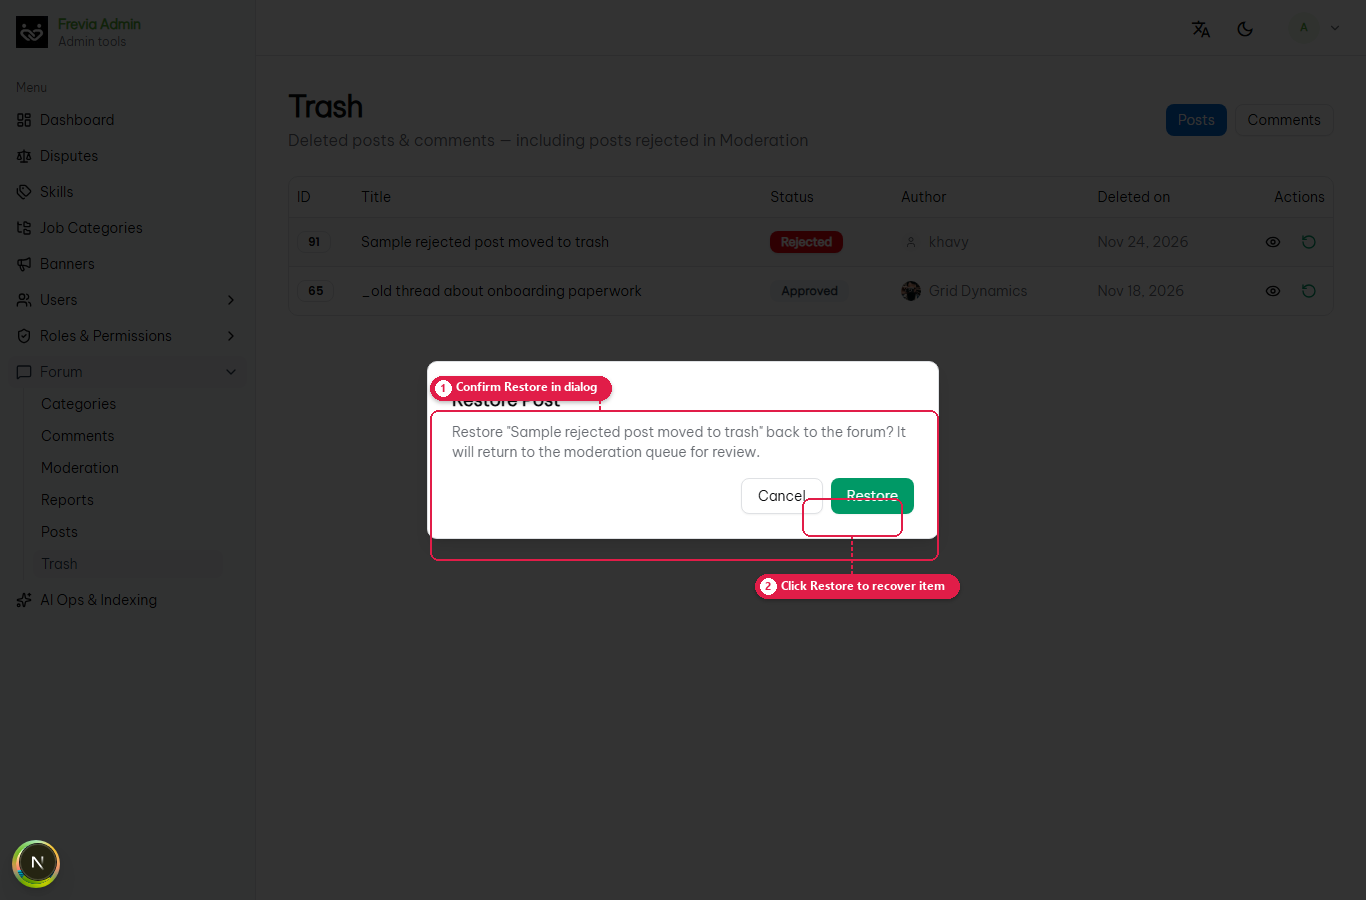 Frevia Admin
Admin tools
A
Menu
Dashboard
Disputes
Skills
Job Categories
Banners
Users
Roles & Permissions
Forum
Categories
Comments
Moderation
Reports
Posts
Trash
AI Ops & Indexing
N
Trash
Deleted posts & comments — including posts rejected in Moderation
Posts
Comments
ID Title Status Author Deleted on Actions
91 Sample rejected post moved to trash Rejected khavy Nov 24, 2026
65 _old thread about onboarding paperwork Approved Grid Dynamics Nov 18, 2026
1 Confirm Restore in dialog
Restore Post
Restore "Sample rejected post moved to trash" back to the forum? It
will return to the moderation queue for review.
Cancel Restore
2 Click Restore to recover item